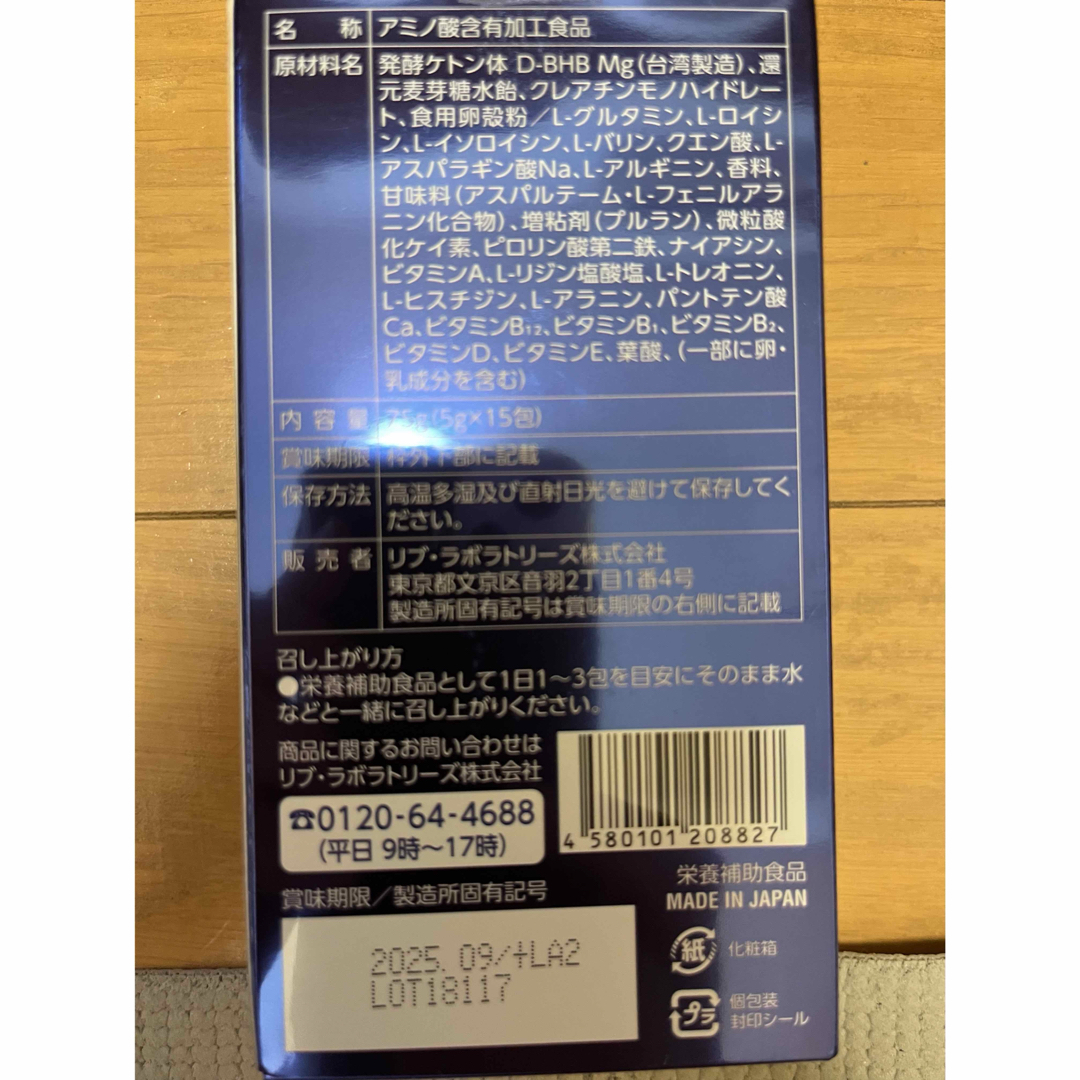 名称 アミノ酸含有加工食品
原材料名 発酵ケトン体 D-BHB Mg(台湾製造)、還
元麦芽糖水飴、クレアチンモノハイドレー
ト、食用卵殻粉/L-グルタミン、L-ロイシ
ン、L-イソロイシン、L-バリン、クエン酸、L-
アスパラギン酸Na、L-アルギニン、香料、
甘味料(アスパルテーム・L-フェニルアラ
ニン化合物)、増粘剤(プルラン)、微粒酸
化ケイ素、ピロリン酸第二鉄、ナイアシン、
ビタミンA、L-リジン塩酸塩、L-トレオニン、
L-ヒスチジン、L-アラニン、パントテン酸
Ca、ビタミンB12、ビタミンB1、ビタミンB2、
ビタミンD、ビタミンE、葉酸、(一部に卵・
乳成分を含む)
内容量 75g(5g×15包)
賞味期限 枠外下部に記載
保存方法 高温多湿及び直射日光を避けて保存してく
ださい。
販売者 リブ・ラボラトリーズ株式会社
東京都文京区音羽2丁目1番4号
製造所固有記号は賞味期限の右側に記載
召し上がり方
●栄養補助食品として1日1〜3包を目安にそのまま水
などと一緒に召し上がりください。
商品に関するお問い合わせは
リブ・ラボラトリーズ株式会社
☎0120-64-4688
(平日 9時〜17時)
4 580101 208827
栄養補助食品
MADE IN JAPAN
賞味期限/製造所固有記号
2025.09/+LA2
LOT18117
紙 化粧箱
プラ 個包装
封印シール